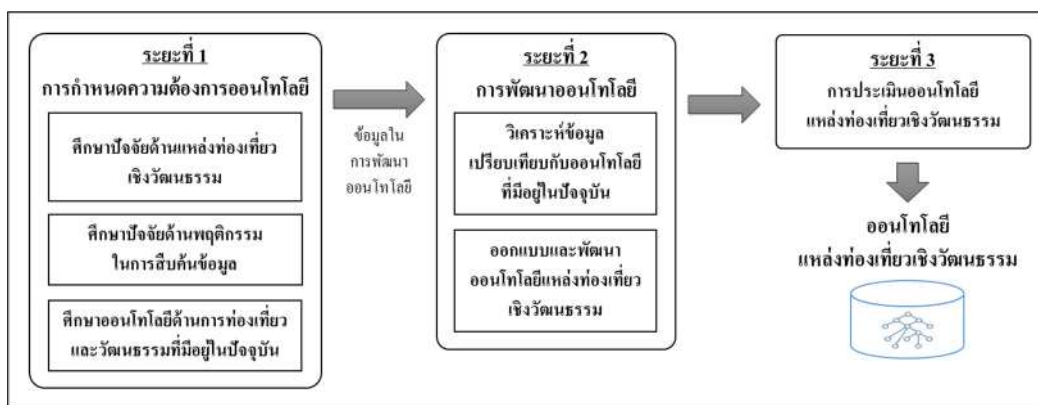 ระยะที่ 1
การกำหนดความต้องการออนโทโลยี
ศึกษาปัจจัยด้านแหล่งท่องเที่ยว
เชิงวัฒนธรรม
ศึกษาปัจจัยด้านพฤติกรรม
ในการสืบค้นข้อมูล
ศึกษาออนโทโลยีด้านการท่องเที่ยว
และวัฒนธรรมที่มีอยู่ในปัจจุบัน
ข้อมูลใน
การพัฒนา
ออนโทโลยี
ระยะที่ 2
การพัฒนาออนโทโลยี
วิเคราะห์ข้อมูล
เปรียบเทียบกับออนโทโลยี
ที่มีอยู่ในปัจจุบัน
ออกแบบและพัฒนา
ออนโทโลยีแหล่งท่องเที่ยว
เชิงวัฒนธรรม
ระยะที่ 3
การประเมินออนโทโลยี
แหล่งท่องเที่ยวเชิงวัฒนธรรม
ออนโทโลยี
แหล่งท่องเที่ยวเชิงวัฒนธรรม